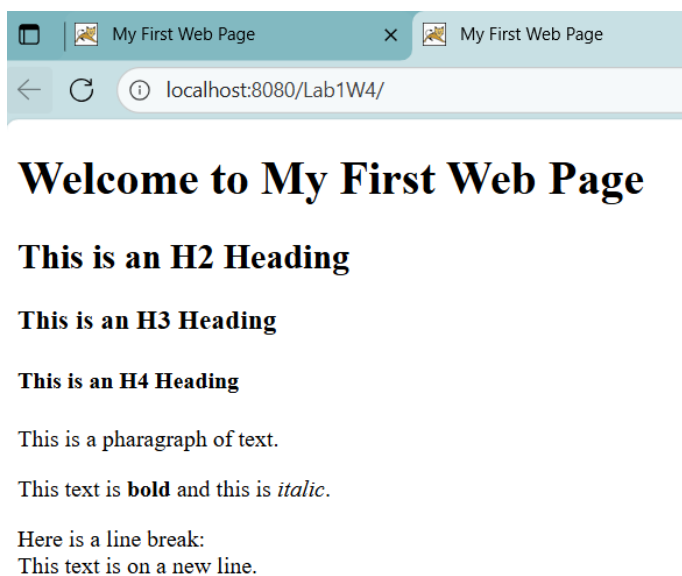 My First Web Page
My First Web Page
localhost:8080/Lab1W4/
Welcome to My First Web Page
This is an H2 Heading
This is an H3 Heading
This is an H4 Heading
This is a pharagraph of text.
This text is bold and this is italic.
Here is a line break:
This text is on a new line.